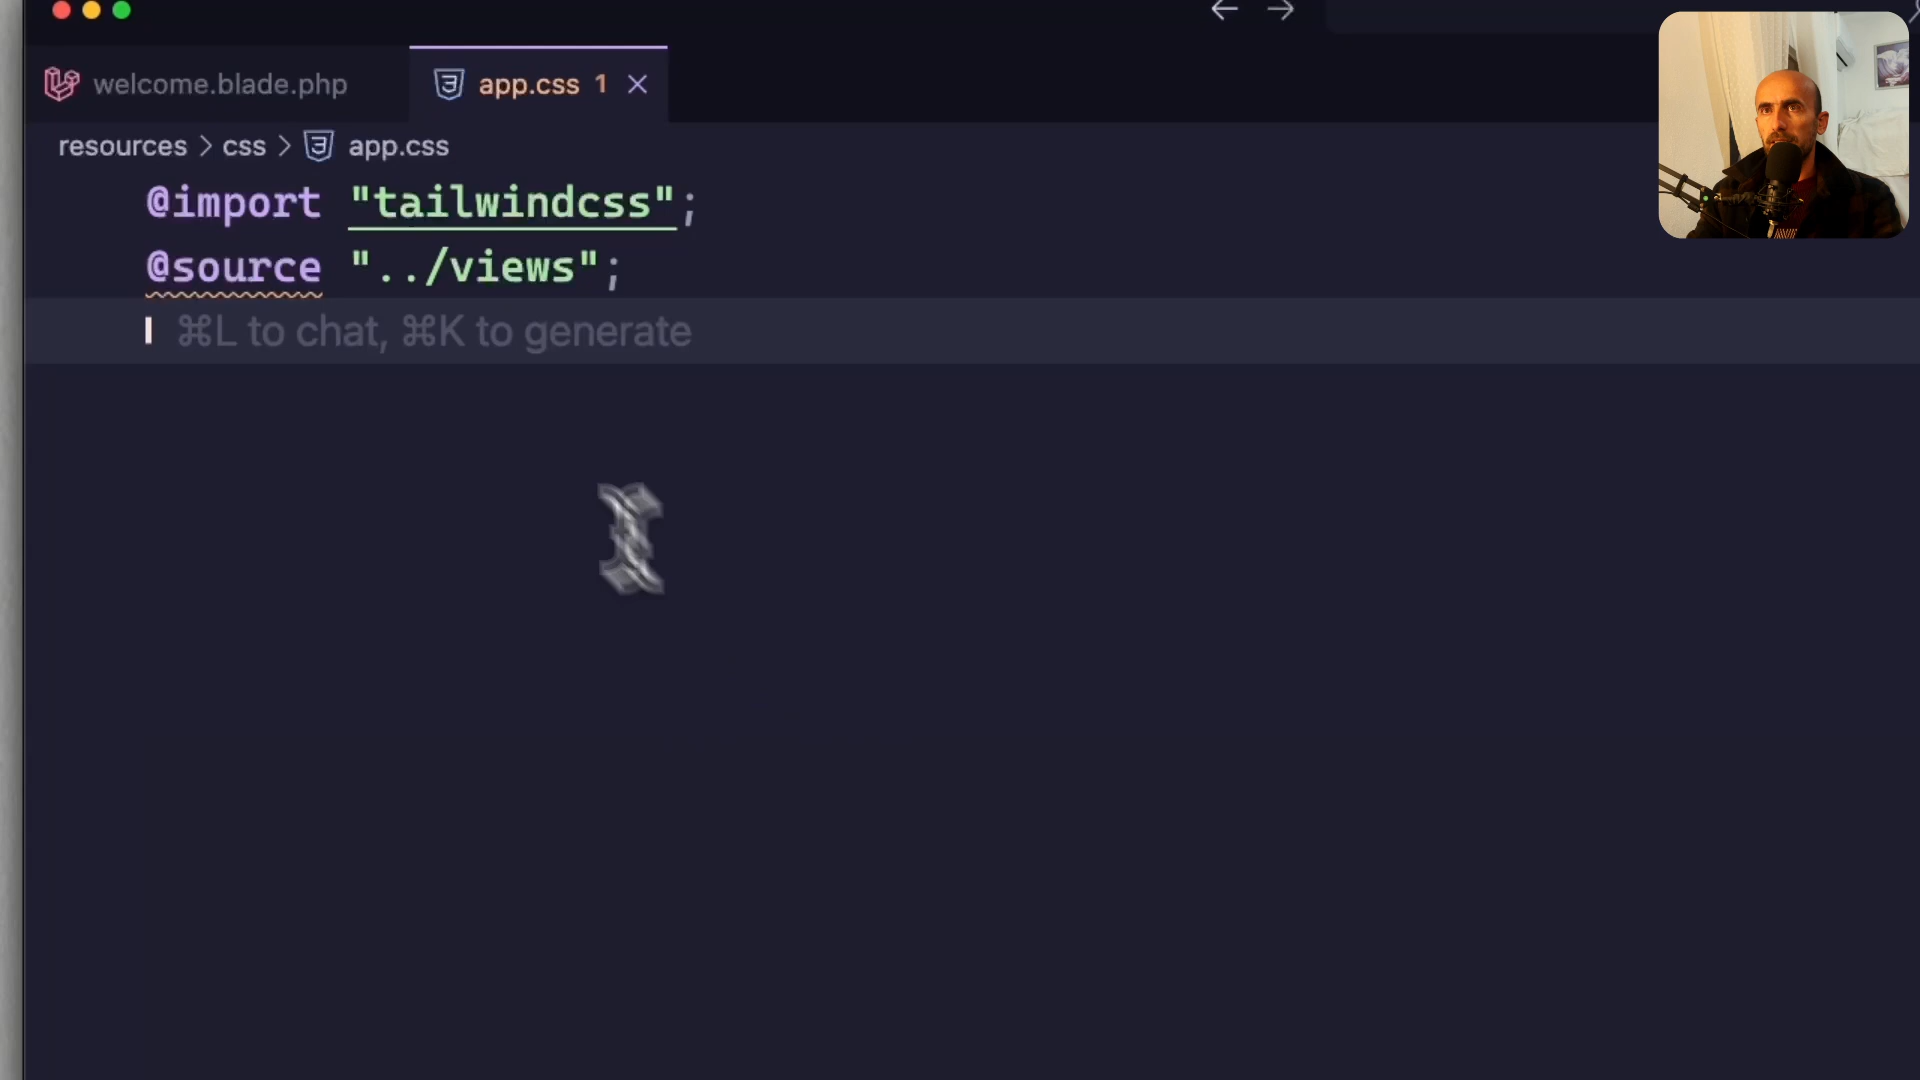 welcome.blade.php
app.css 1
resources > css > app.css
@import "tailwindcss";
@source "../views";
⌘L to chat, ⌘K to generate